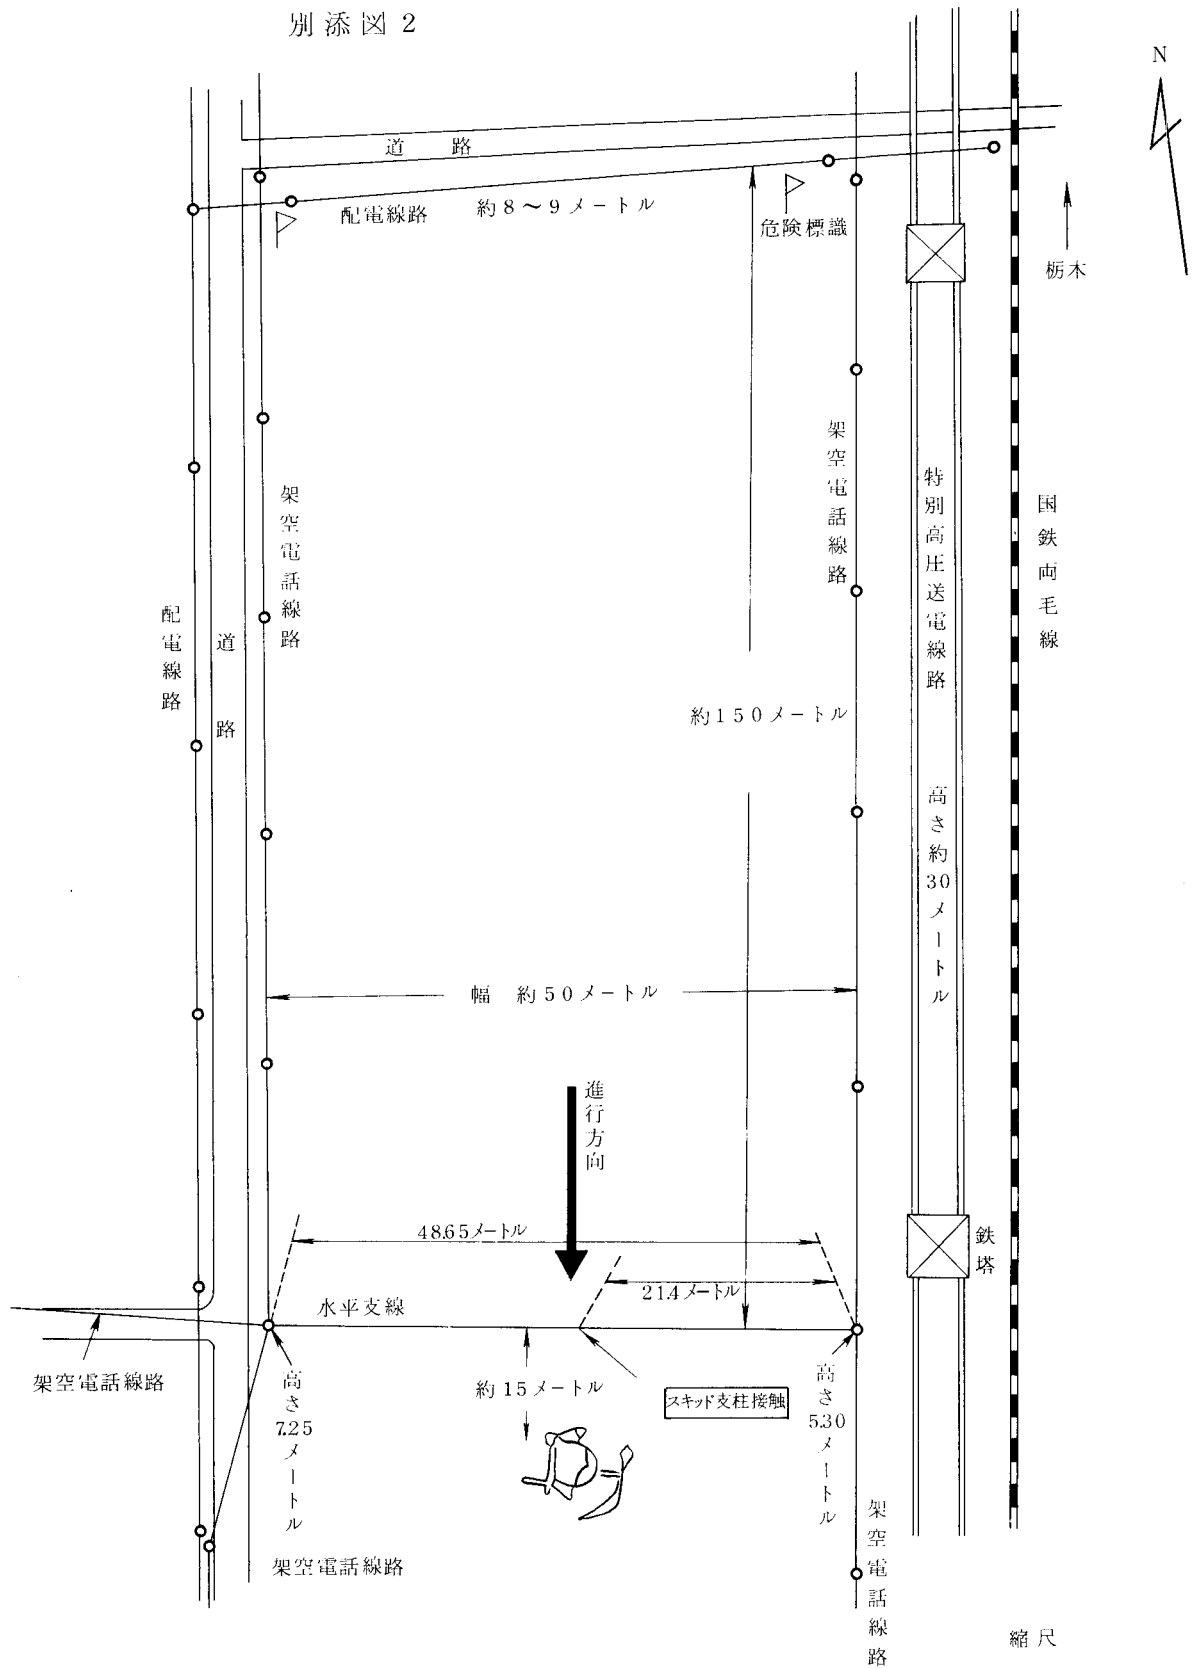 別添図2
N
道路
配電線路 約8～9メートル
危険標識
栃木
架空電話線路
架空電話線路
特別高圧送電線路 高さ約30メートル
国鉄両毛線
配電線路
道路
約150メートル
幅 約50メートル
進行方向
48.65メートル
21.4メートル
鉄塔
水平支線
架空電話線路
高さ7.25メートル
約15メートル
スキッド支柱接触
高さ5.30メートル
架空電話線路
架空電話線路
縮尺